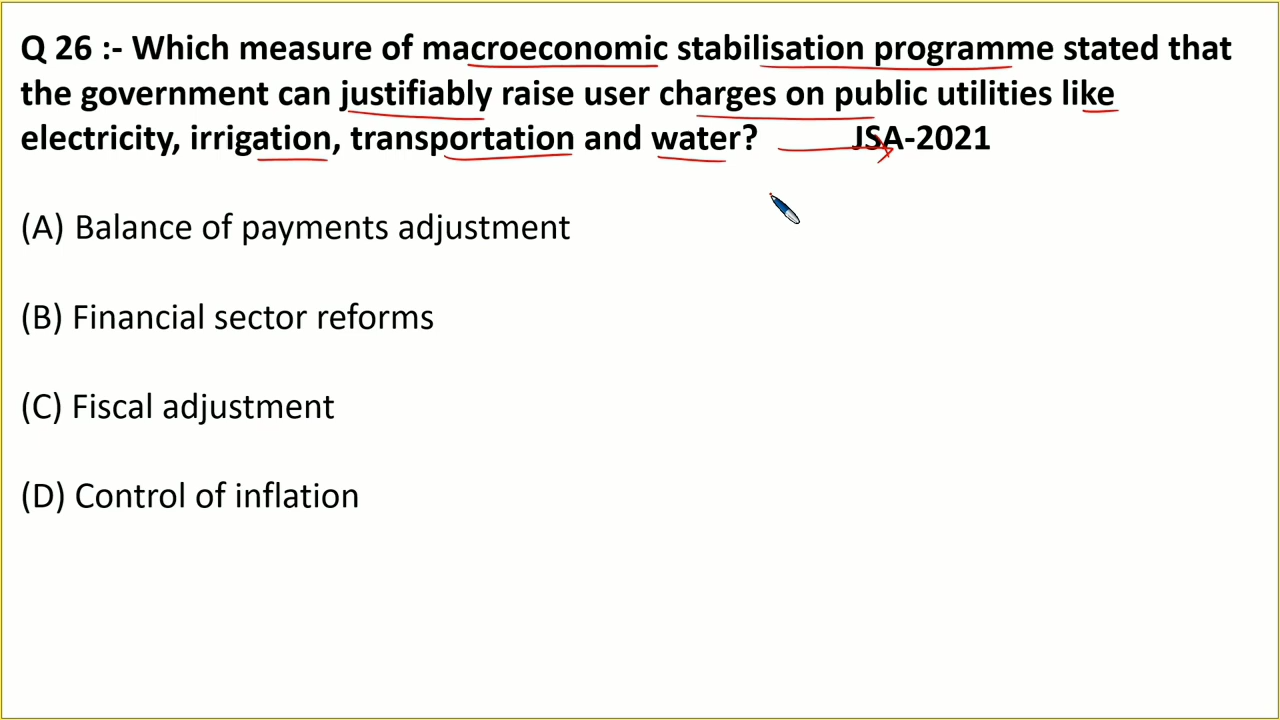 Q 26 :- Which measure of macroeconomic stabilisation programme stated that
the government can justifiably raise user charges on public utilities like
electricity, irrigation, transportation and water? JSA-2021
(A) Balance of payments adjustment
(B) Financial sector reforms
(C) Fiscal adjustment
(D) Control of inflation